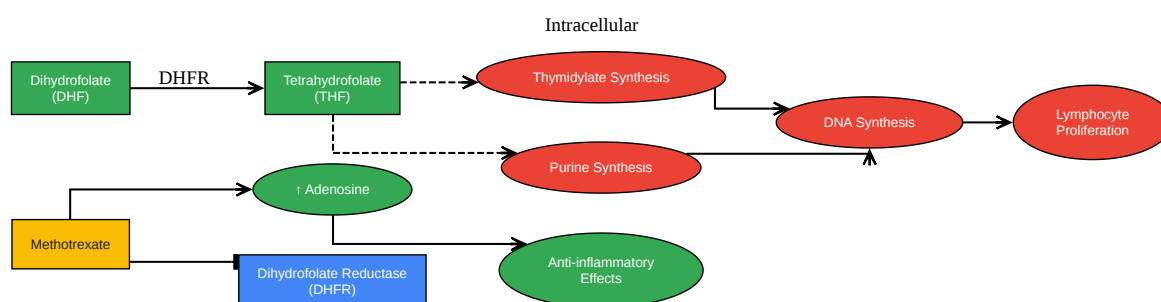 Intracellular
Dihydrofolate
(DHF)
DHFR
Tetrahydrofolate
(THF)
Thymidylate Synthesis
DNA Synthesis
Lymphocyte
Proliferation
Purine Synthesis
↑ Adenosine
Methotrexate
Dihydrofolate Reductase
(DHFR)
Anti-inflammatory
Effects